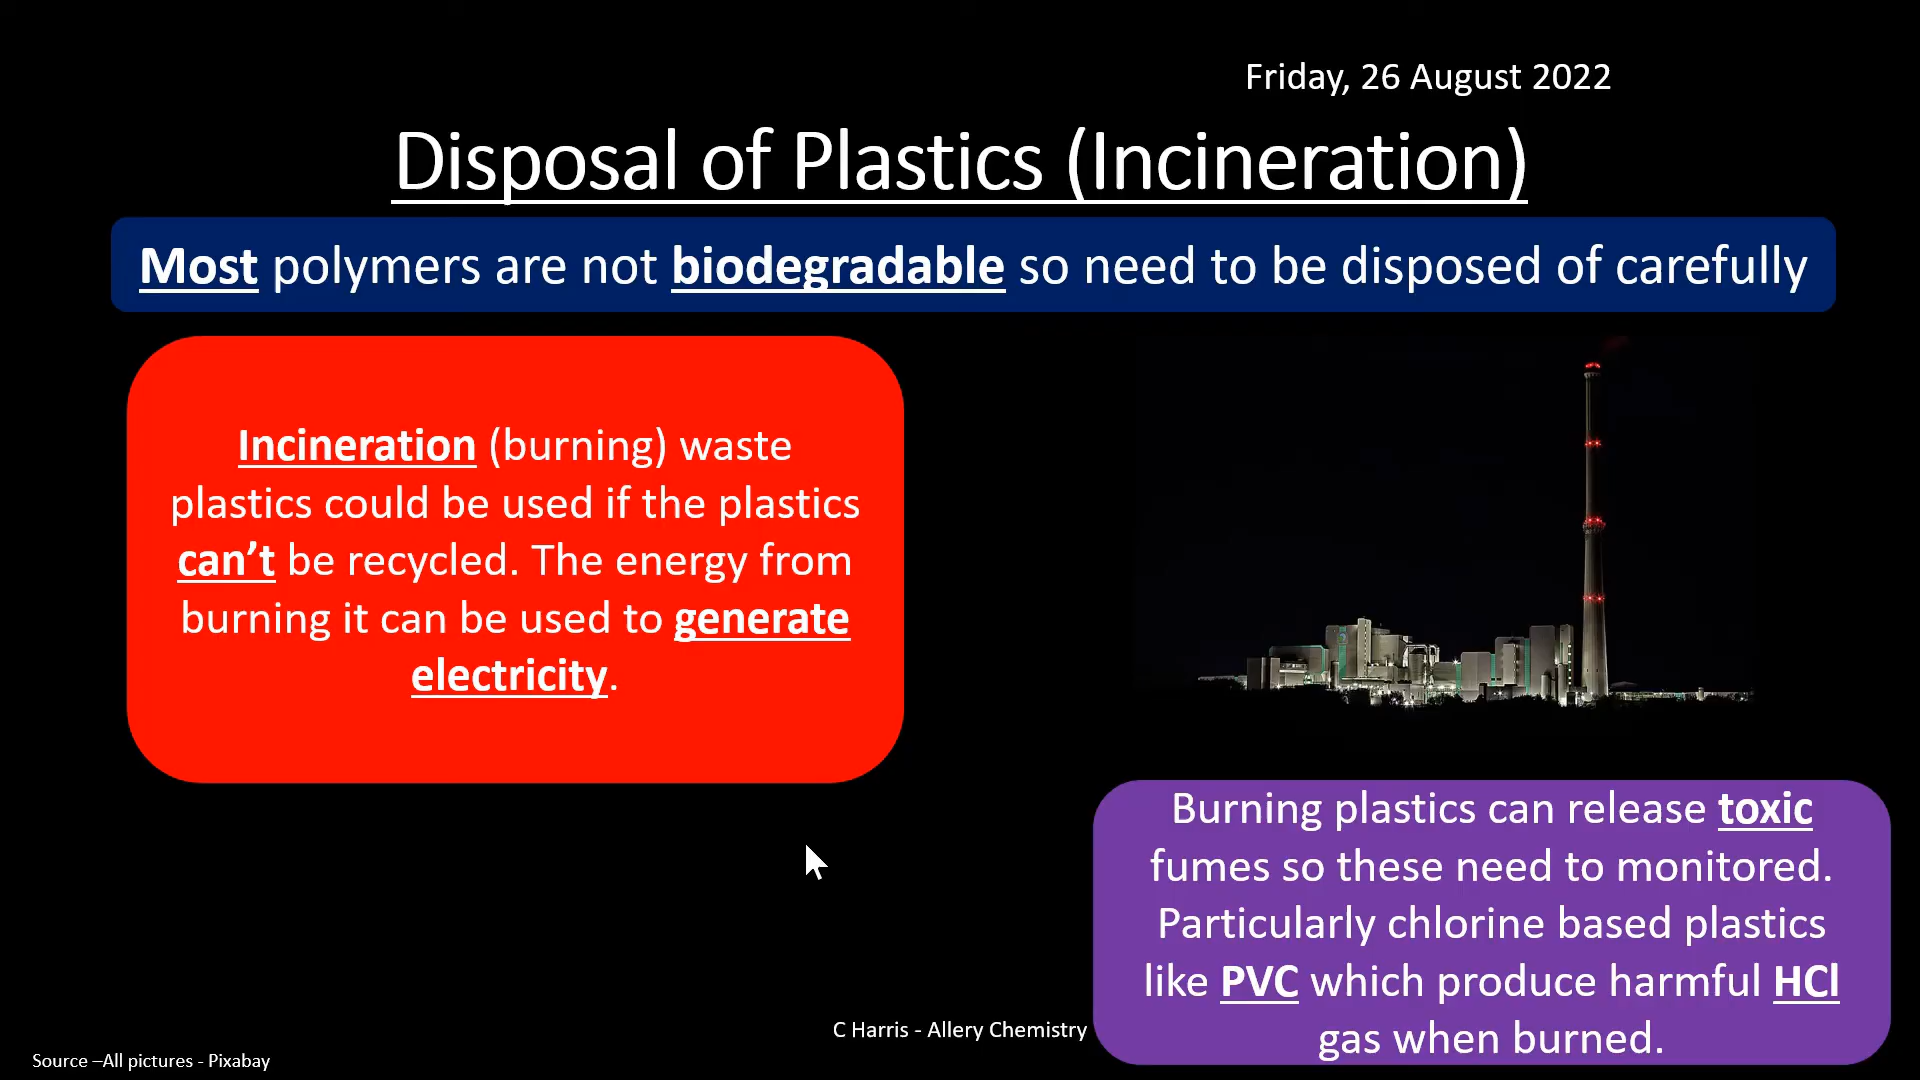 Friday, 26 August 2022
Disposal of Plastics (Incineration)
Most polymers are not biodegradable so need to be disposed of carefully
Incineration (burning) waste
plastics could be used if the plastics
can’t be recycled. The energy from
burning it can be used to generate
electricity.
Burning plastics can release toxic
fumes so these need to monitored.
Particularly chlorine based plastics
like PVC which produce harmful HCl
gas when burned.
C Harris - Allery Chemistry
Source –All pictures - Pixabay